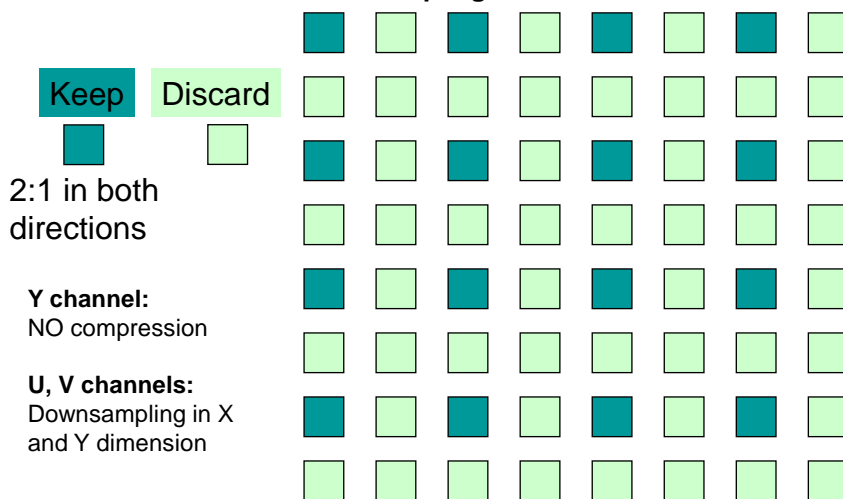 Keep Discard
2:1 in both
directions
Y channel:
NO compression
U, V channels:
Downsampling in X
and Y dimension